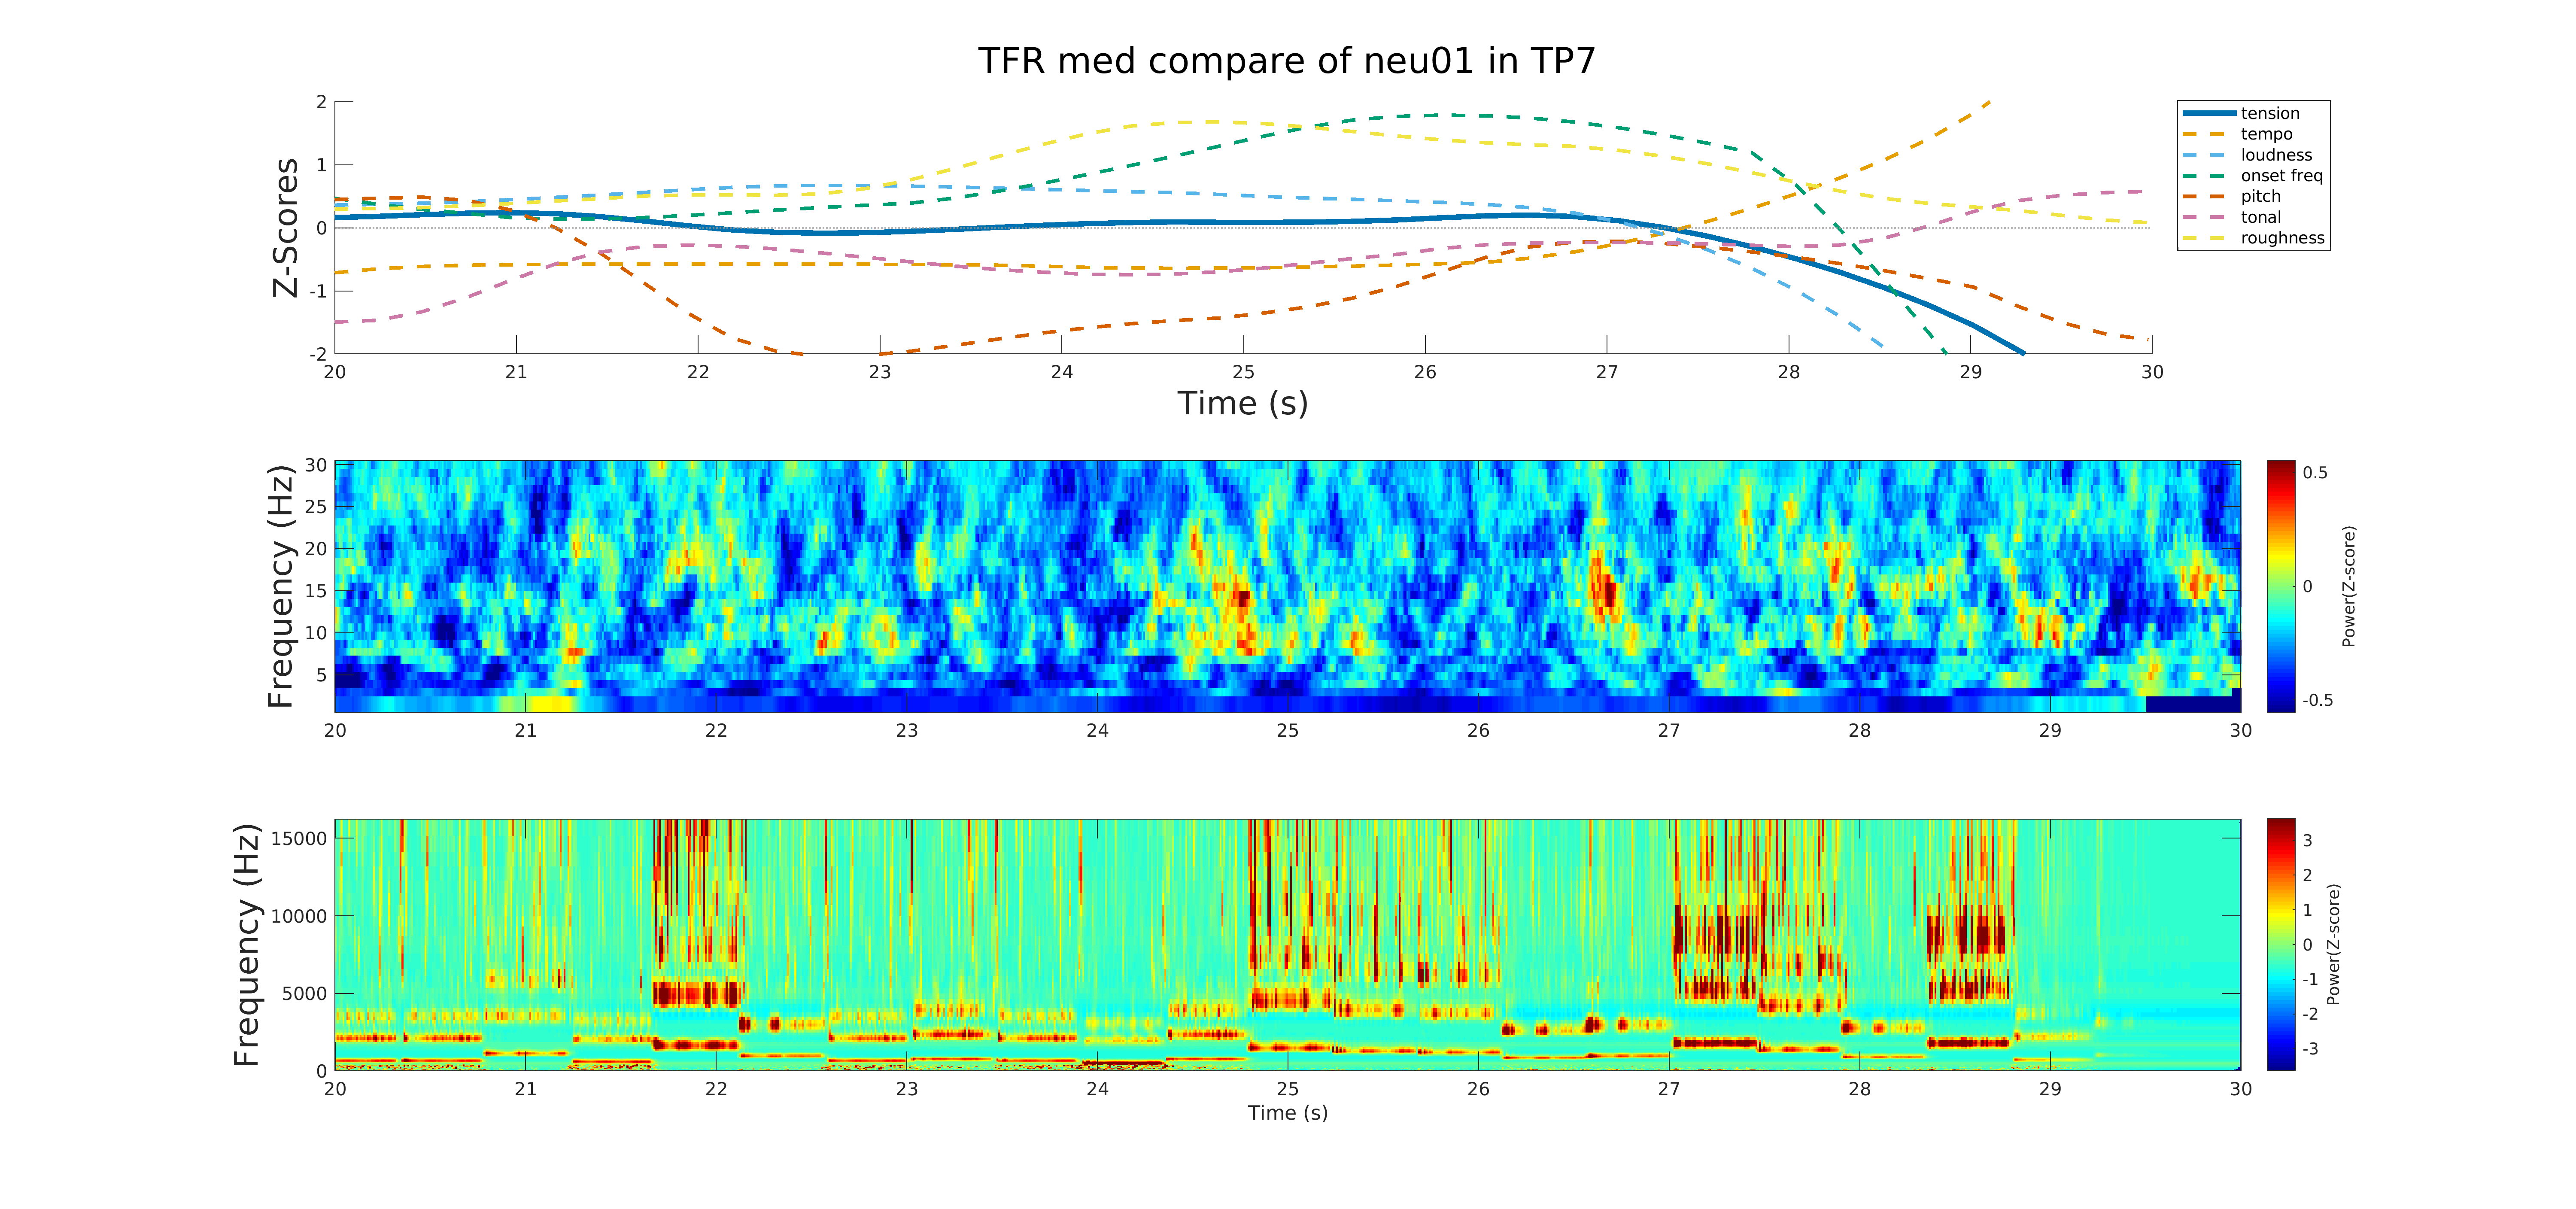 TFR med compare of neu01 in TP7
Z-Scores
2
1
0
-1
-2
20 21 22 23 24 25 26 27 28 29 30
Time (s)
tension
tempo
loudness
onset freq
pitch
tonal
roughness
Frequency (Hz)
30
25
20
15
10
5
20 21 22 23 24 25 26 27 28 29 30
0.5
0
-0.5
Power(Z-score)
Frequency (Hz)
15000
10000
5000
0
20 21 22 23 24 25 26 27 28 29 30
Time (s)
3
2
1
0
-1
-2
-3
Power(Z-score)